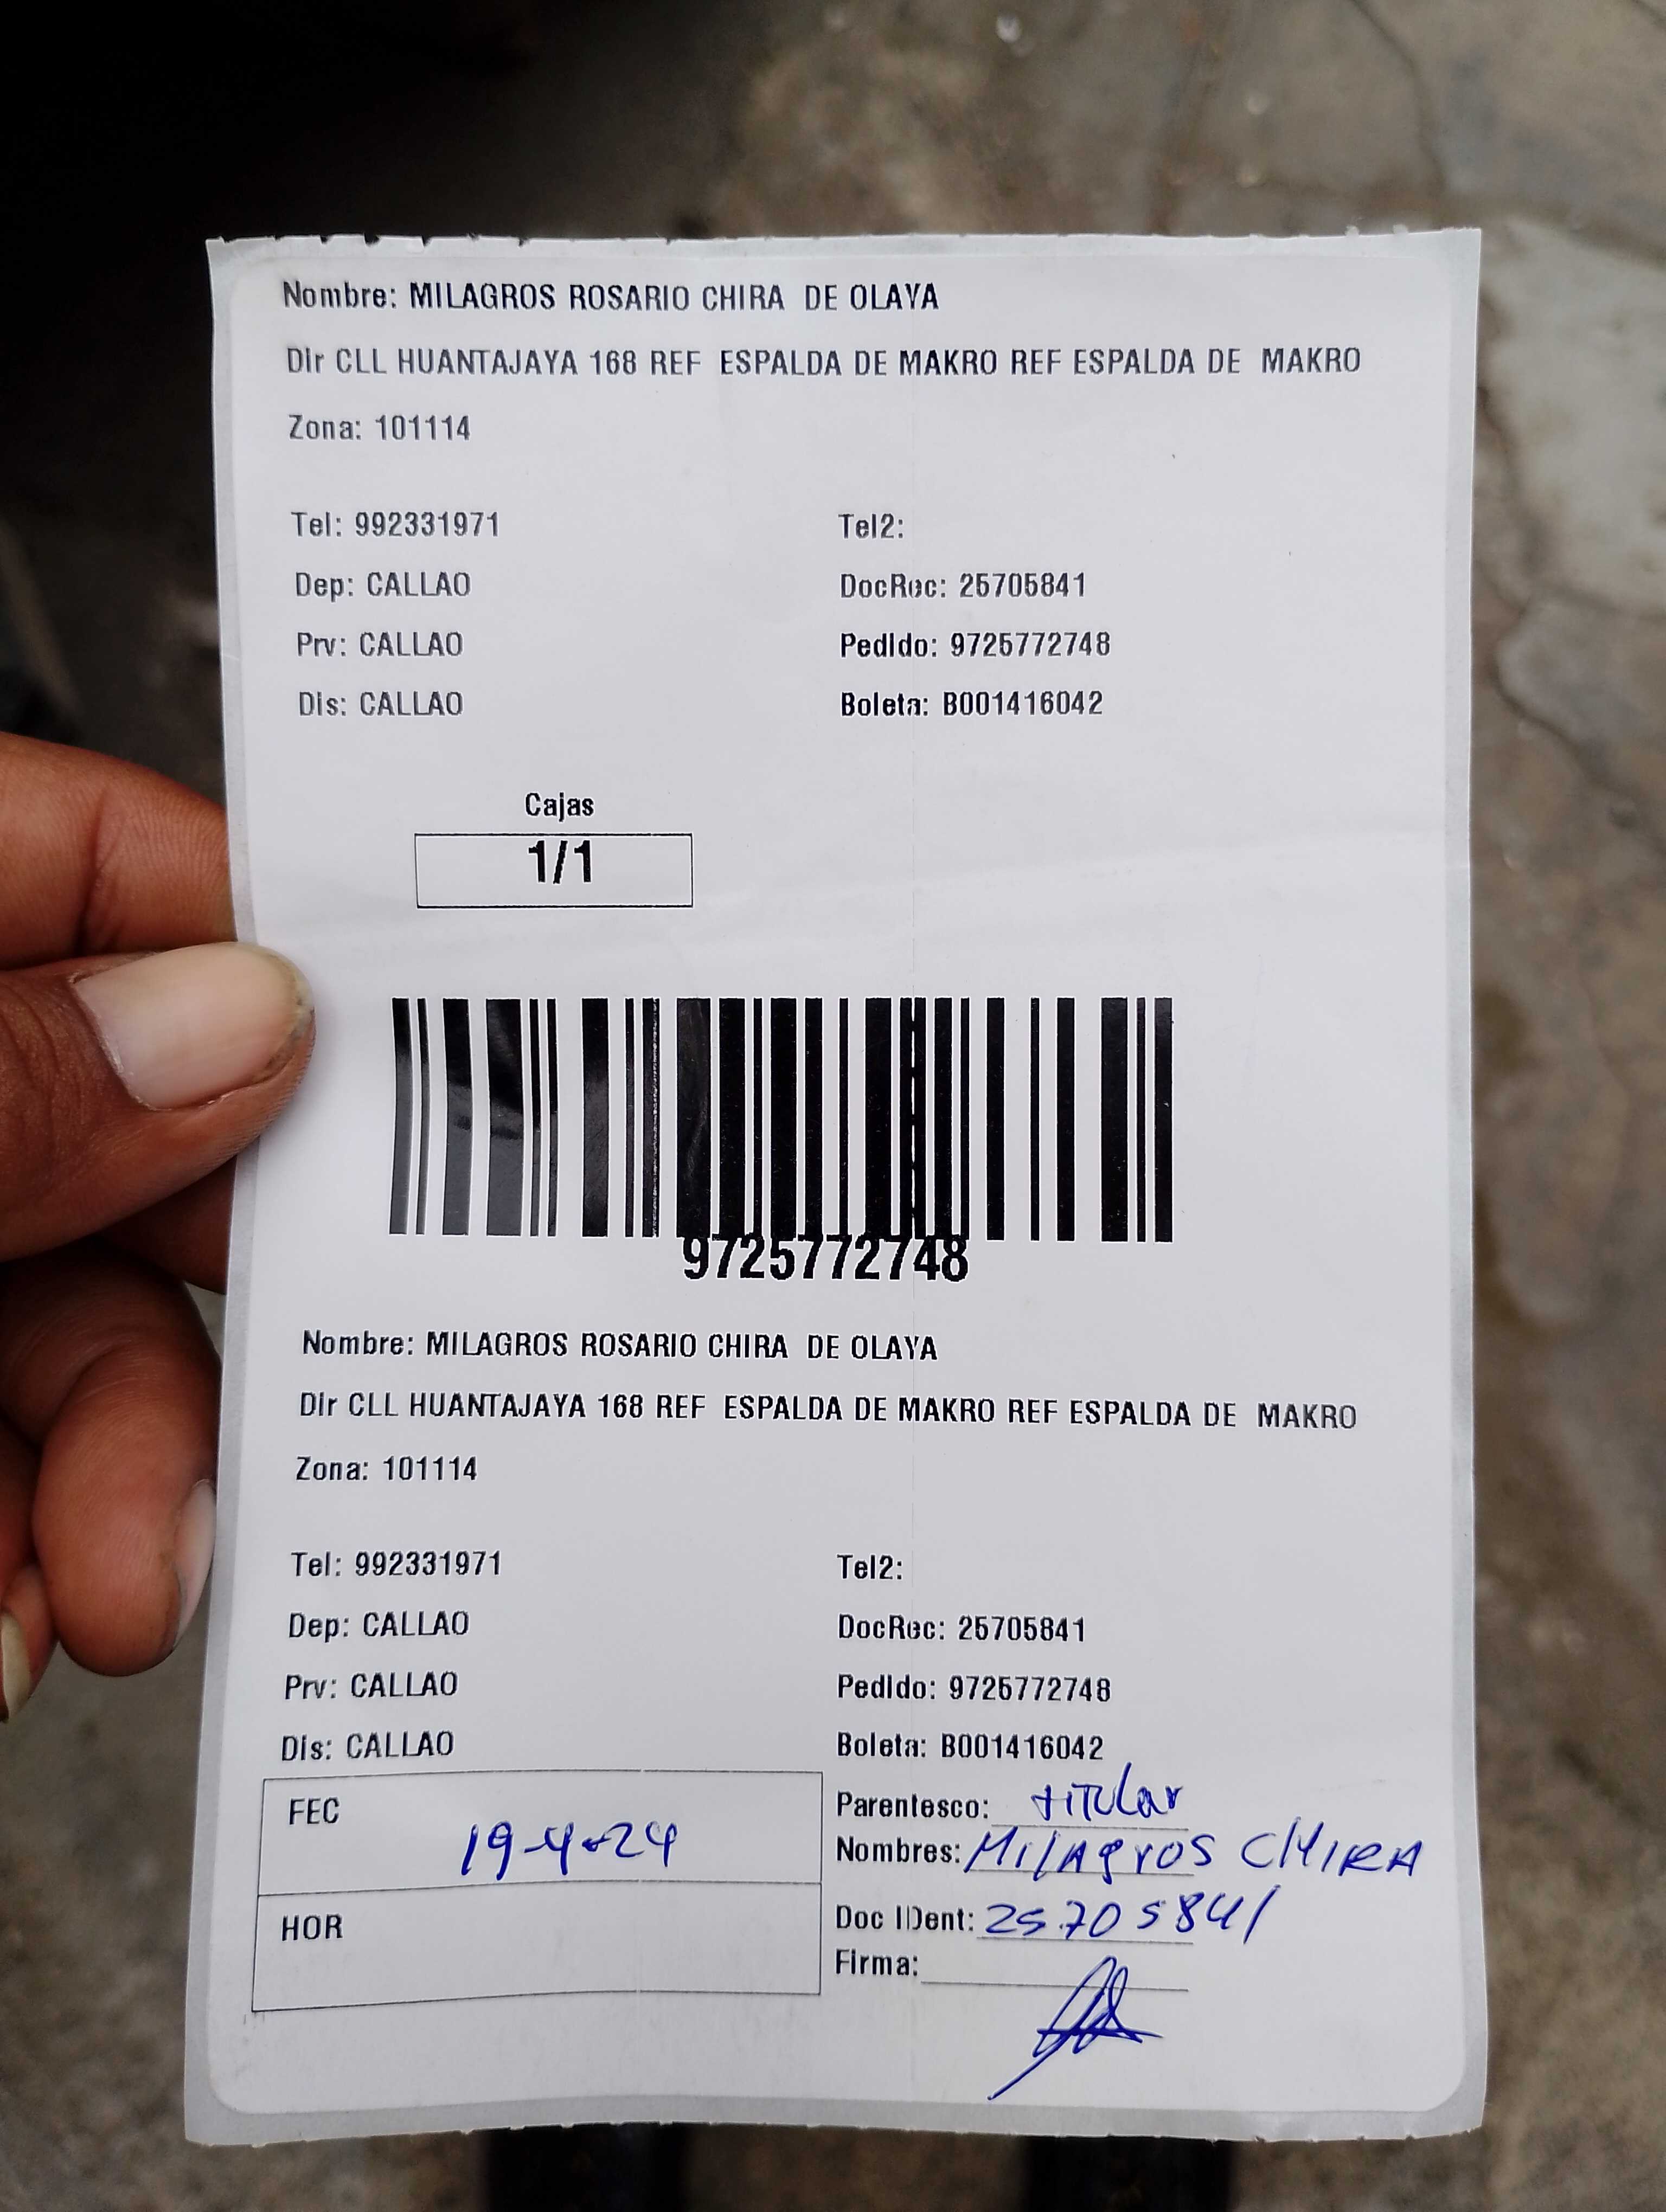 Nombre: MILAGROS ROSARIO CHIRA DE OLAYA
Dir CLL HUANTAJAYA 168 REF ESPALDA DE MAKRO REF ESPALDA DE MAKRO
Zona: 101114
Tel: 992331971 Tel2:
Dep: CALLAO DocRec: 25705841
Prv: CALLAO Pedido: 9725772748
Dis: CALLAO Boleta: B001416042
Cajas
1/1
9725772748
Nombre: MILAGROS ROSARIO CHIRA DE OLAYA
Dir CLL HUANTAJAYA 168 REF ESPALDA DE MAKRO REF ESPALDA DE MAKRO
Zona: 101114
Tel: 992331971 Tel2:
Dep: CALLAO DocRec: 25705841
Prv: CALLAO Pedido: 9725772748
Dis: CALLAO Boleta: B001416042
FEC 19-4-24
HOR
Parentesco: titular
Nombres: Milagros CHIRA
Doc IDent: 25705841
Firma: